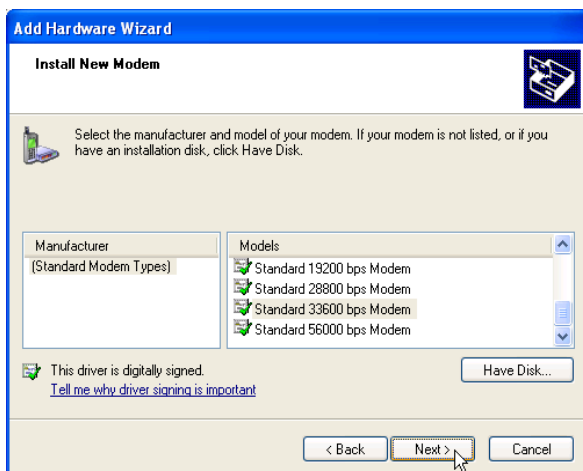 Add Hardware Wizard
Install New Modem
Select the manufacturer and model of your modem. If your modem is not listed, or if you
have an installation disk, click Have Disk.
Manufacturer
(Standard Modem Types)
Models
Standard 19200 bps Modem
Standard 28800 bps Modem
Standard 33600 bps Modem
Standard 56000 bps Modem
This driver is digitally signed.
Tell me why driver signing is important
Have Disk...
< Back
Next >
Cancel